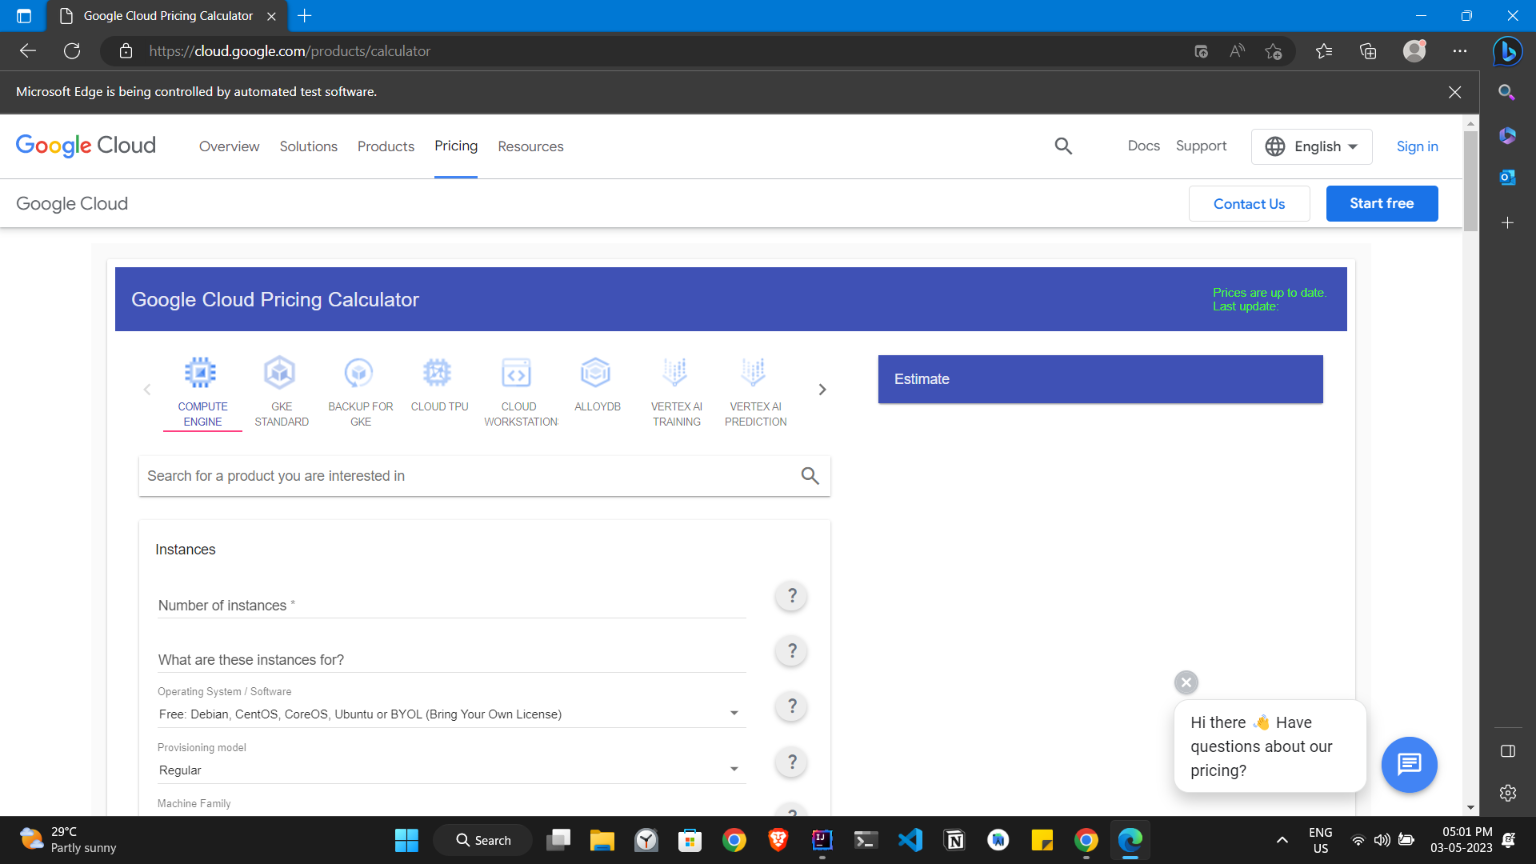 Google Cloud Pricing Calculator
https://cloud.google.com/products/calculator
Microsoft Edge is being controlled by automated test software.
Google Cloud
Overview
Solutions
Products
Pricing
Resources
Docs
Support
English
Sign in
Google Cloud
Contact Us
Start free
Google Cloud Pricing Calculator
Prices are up to date.
Last update:
COMPUTE
ENGINE
GKE
STANDARD
BACKUP FOR
GKE
CLOUD TPU
CLOUD
WORKSTATION
ALLOYDB
VERTEX AI
TRAINING
VERTEX AI
PREDICTION
Estimate
Search for a product you are interested in
Instances
Number of instances *
?
What are these instances for?
?
Operating System / Software
Free: Debian, CentOS, CoreOS, Ubuntu or BYOL (Bring Your Own License)
?
Provisioning model
Regular
?
Machine Family
?
Hi there 👋 Have
questions about our
pricing?
29°C
Partly sunny
Search
ENG
US
05:01 PM
03-05-2023